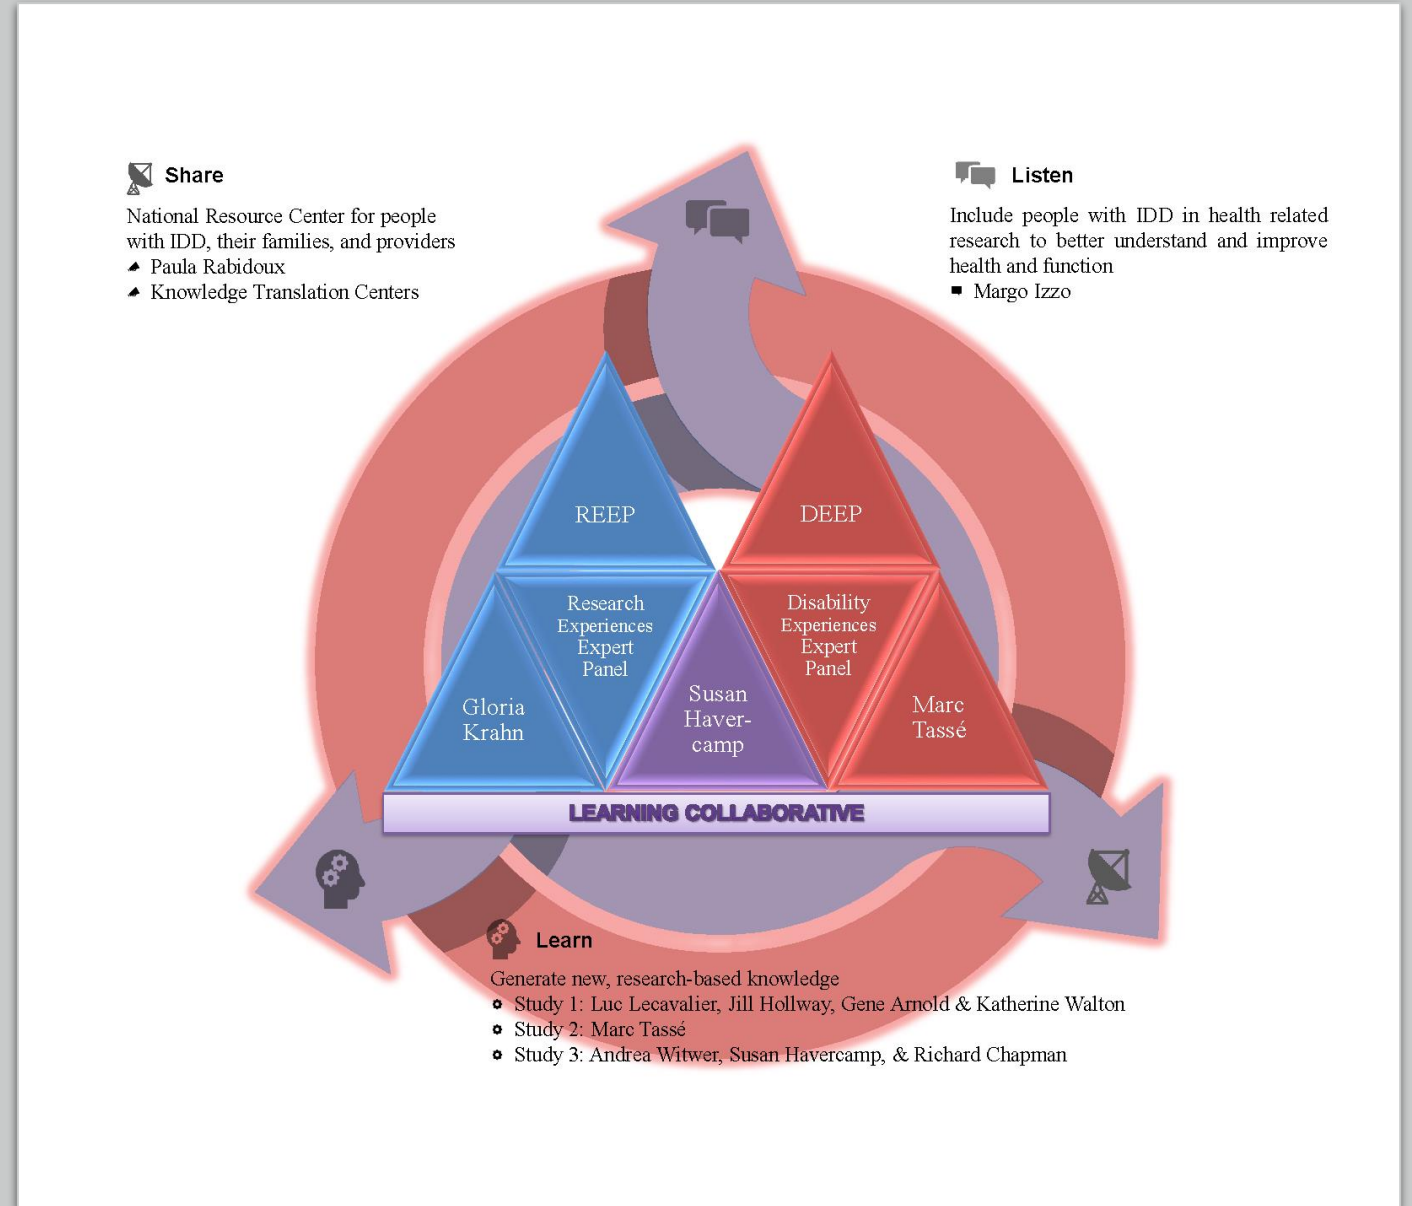 Share
National Resource Center for people
with IDD, their families, and providers
Paula Rabidoux
Knowledge Translation Centers
Listen
Include people with IDD in health related
research to better understand and improve
health and function
Margo Izzo
REEP
DEEP
Research
Experiences
Expert
Panel
Disability
Experiences
Expert
Panel
Gloria
Krahn
Susan
Haver-
camp
Marc
Tassé
LEARNING COLLABORATIVE
Learn
Generate new, research-based knowledge
Study 1: Luc Lecavalier, Jill Hollway, Gene Arnold & Katherine Walton
Study 2: Marc Tassé
Study 3: Andrea Witwer, Susan Havercamp, & Richard Chapman